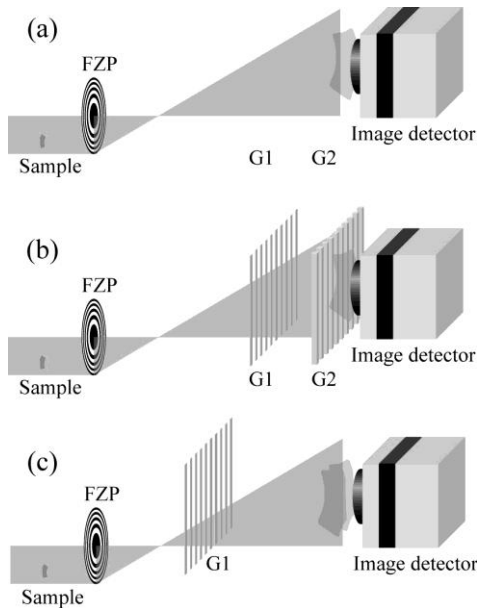 (a)
FZP
Sample
G1
G2
Image detector
(b)
FZP
Sample
G1
G2
Image detector
(c)
FZP
Sample
G1
Image detector